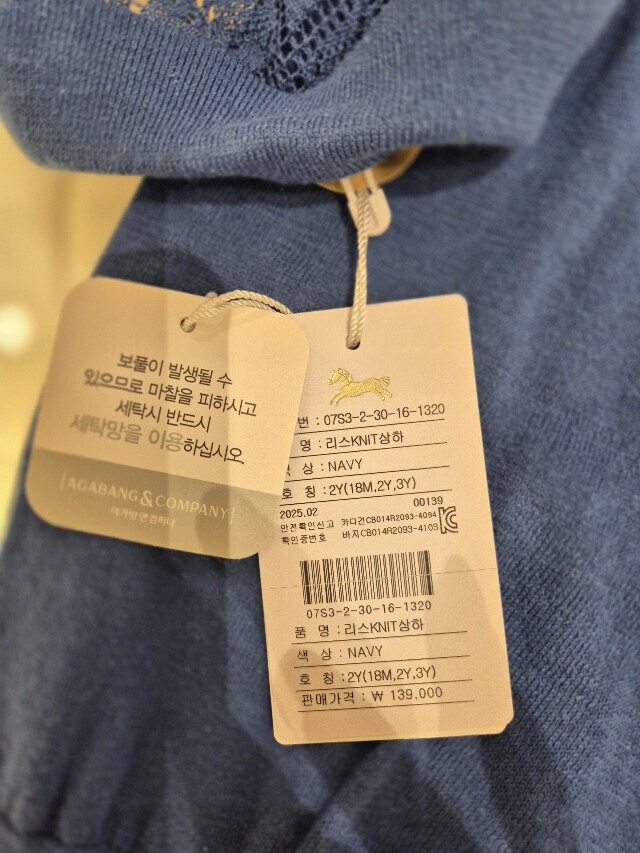 보풀이 발생될 수
있으므로 마찰을 피하시고
세탁시 반드시
세탁망을 이용하십시오.
AGABANG&COMPANY
아가방앤컴퍼니
번 : 07S3-2-30-16-1320
명 : 리스KNIT상하
색 상 : NAVY
호 칭 : 2Y(18M,2Y,3Y)
2025.02 00139
안전확인신고 카디건CB014R2093-4094
확인증번호 바지CB014R2093-4103
07S3-2-30-16-1320
품 명 : 리스KNIT상하
색 상 : NAVY
호 칭 : 2Y(18M,2Y,3Y)
판매가격 : ₩ 139,000